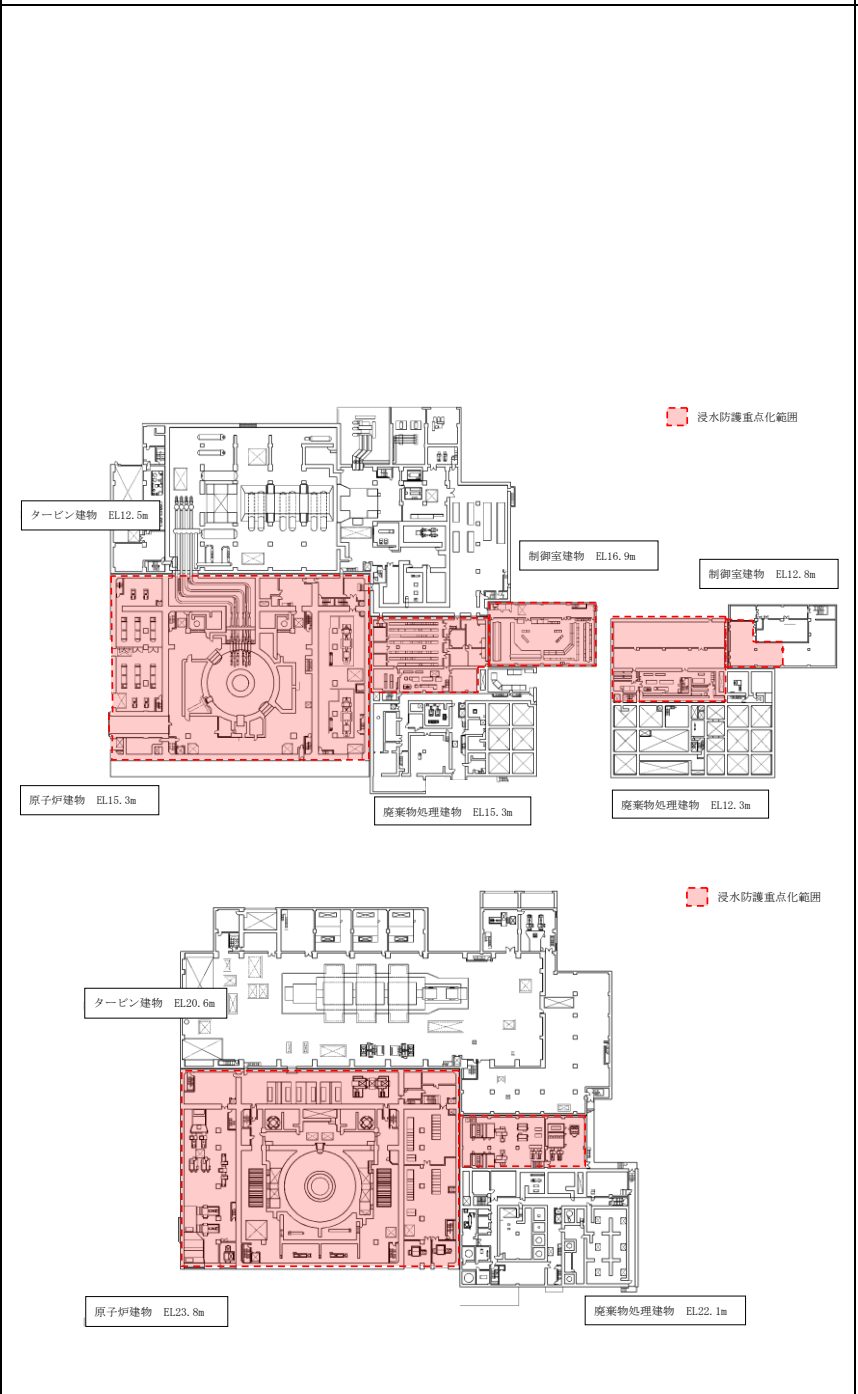 浸水防護重点化範囲
タービン建物　EL12.5m
制御室建物　EL16.9m
制御室建物　EL12.8m
原子炉建物　EL15.3m
廃棄物処理建物　EL15.3m
廃棄物処理建物　EL12.3m
浸水防護重点化範囲
タービン建物　EL20.6m
原子炉建物　EL23.8m
廃棄物処理建物　EL22.1m